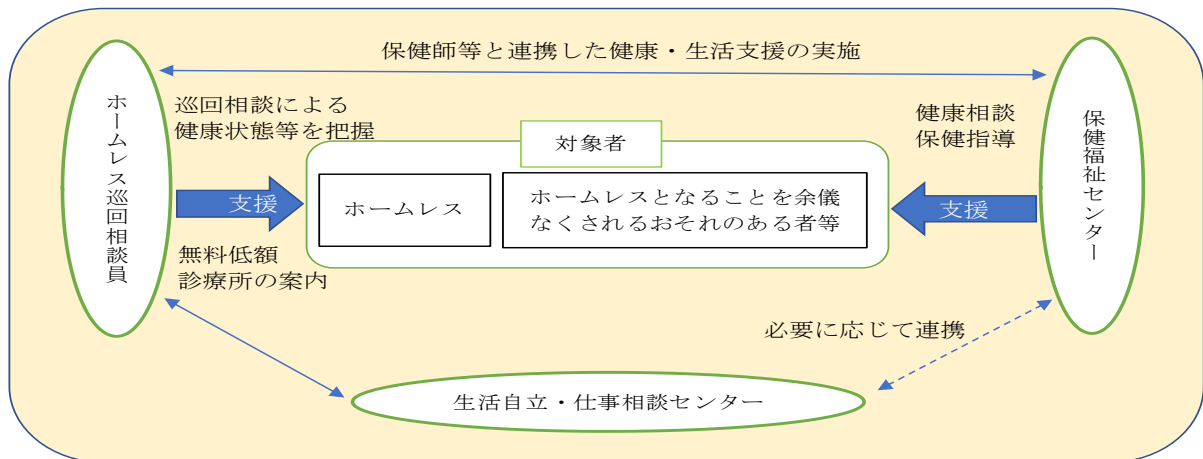 保健師等と連携した健康・生活支援の実施
ホームレス巡回相談員
巡回相談による
健康状態等を把握
支援
無料低額
診療所の案内
対象者
ホームレス
ホームレスとなることを余儀
なくされるおそれのある者等
健康相談
保健指導
支援
保健福祉センター
必要に応じて連携
生活自立・仕事相談センター